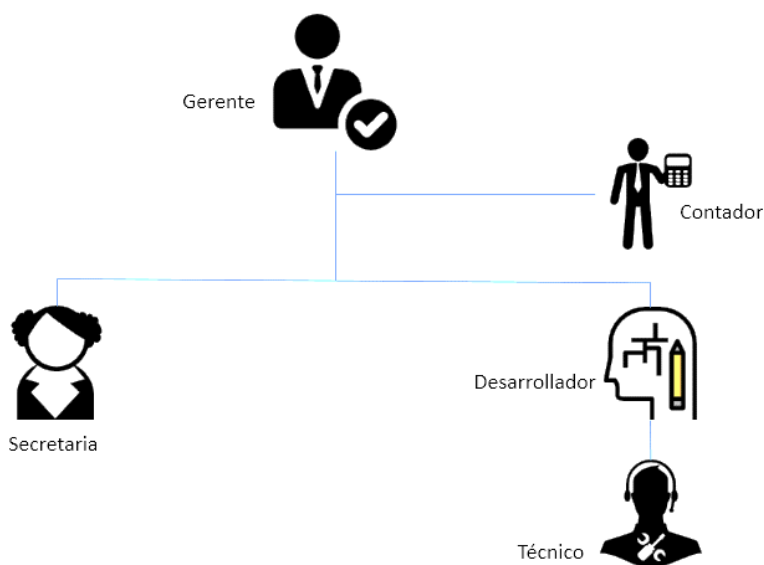 Gerente
Contador
Desarrollador
Secretaria
Técnico